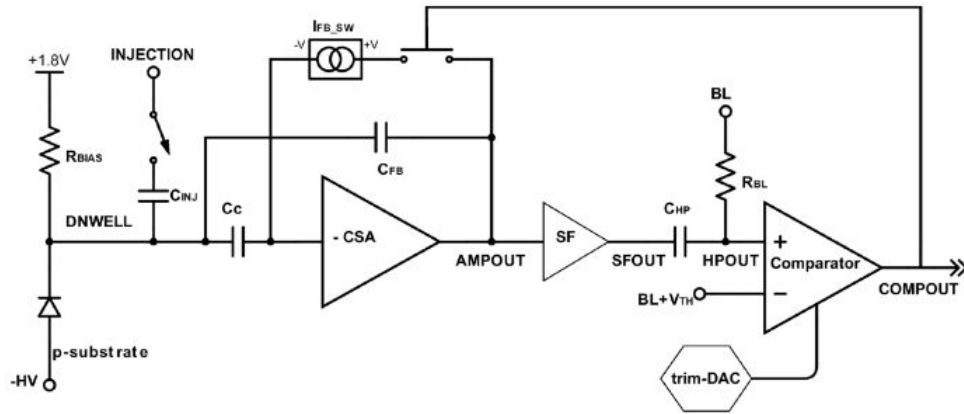 IFB_SW
-V
+V
+1.8V
INJECTION
BL
RBIAS
CFB
RBL
CINJ
CC
CHP
DNWELL
- CSA
SF
+
Comparator
AMPOUT
SFOUT
HPOUT
COMPOUT
BL+VTH
−
p-substrate
trim-DAC
-HV